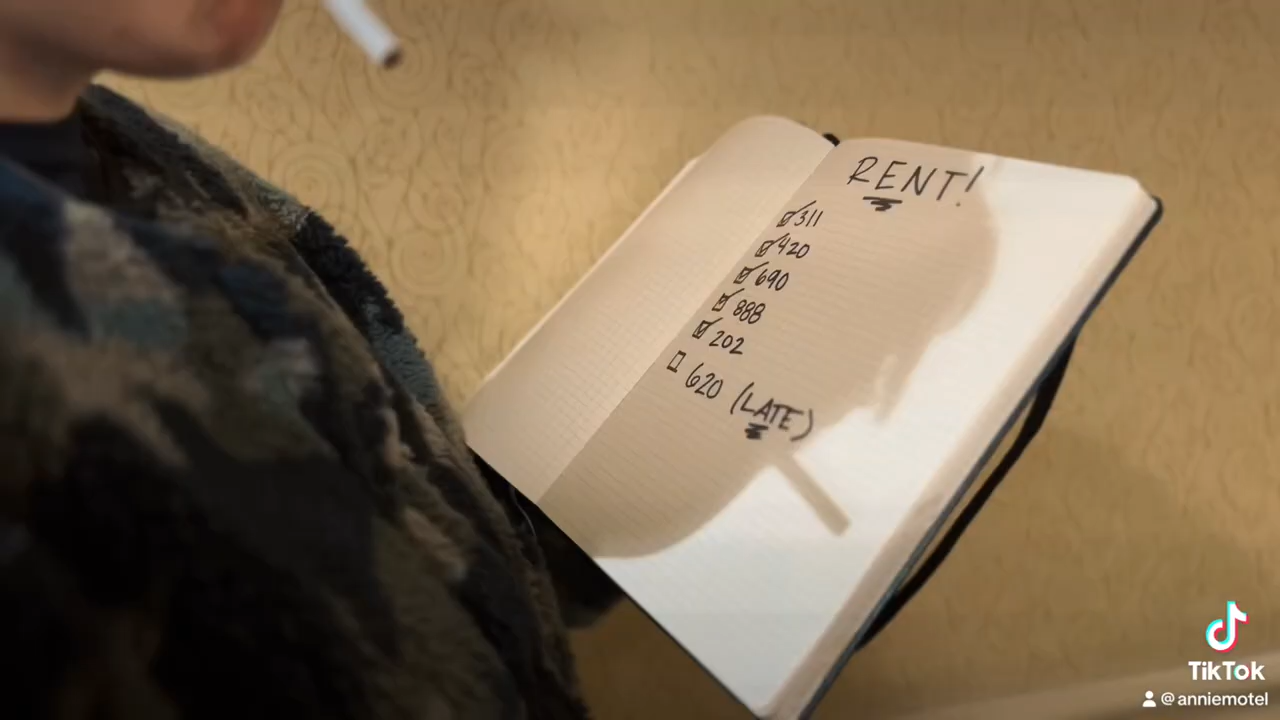 RENT!
☑ 311
☑ 420
☑ 690
☑ 888
☑ 202
☐ 620 (LATE)
TikTok
@anniemotel